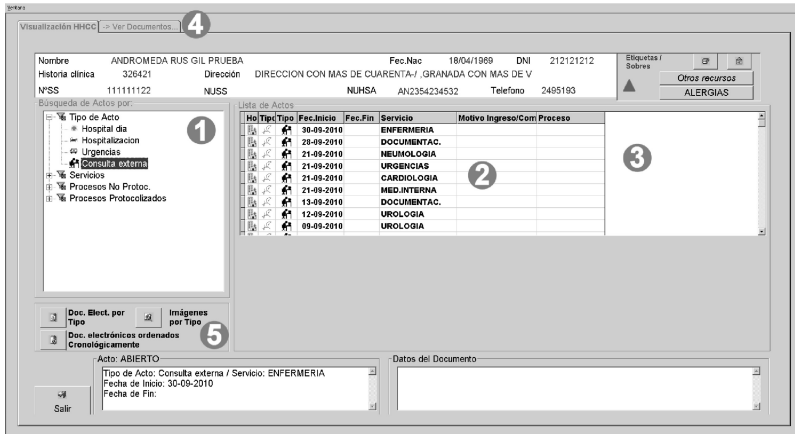 Ventana
Visualización HHCC -> Ver Documentos...
4
Nombre ANDROMEDA RUS GIL PRUEBA Fec.Nac 18/04/1969 DNI 212121212
Etiquetas / Sobres
Historia clinica 326421 Dirección DIRECCION CON MAS DE CUARENTA-/ ,GRANADA CON MAS DE V
Otros recursos
NºSS 111111122 NUSS NUHSA AN2354234532 Telefono 2495193
ALERGIAS
Búsqueda de Actos por:
Tipo de Acto
Hospital dia
Hospitalizacion
Urgencias
Consulta externa
Servicios
Procesos No Protoc.
Procesos Protocolizados
1
Lista de Actos
Ho Tipo Tipo Fec.Inicio Fec.Fin Servicio Motivo Ingreso/Com Proceso
30-09-2010 ENFERMERIA
28-09-2010 DOCUMENTAC.
21-09-2010 NEUMOLOGIA
21-09-2010 URGENCIAS
21-09-2010 CARDIOLOGIA
21-09-2010 MED.INTERNA
13-09-2010 DOCUMENTAC.
12-09-2010 UROLOGIA
09-09-2010 UROLOGIA
2
3
Doc. Elect. por
Tipo
Imágenes
por Tipo
Doc. electrónicos ordenados
Cronológicamente
5
Salir
Acto: ABIERTO
Tipo de Acto: Consulta externa / Servicio: ENFERMERIA
Fecha de Inicio: 30-09-2010
Fecha de Fin:
Datos del Documento